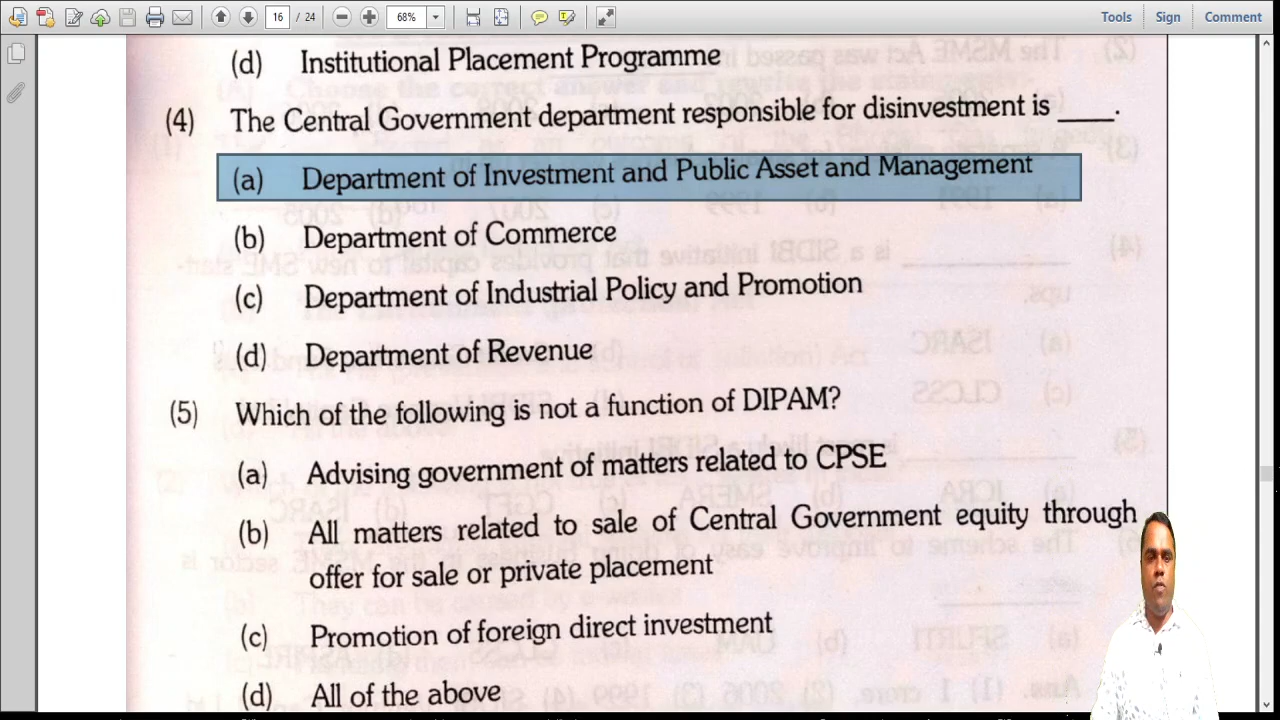 16 / 24
68%
Tools Sign Comment
(d) Institutional Placement Programme
(4) The Central Government department responsible for disinvestment is ____.
(a) Department of Investment and Public Asset and Management
(b) Department of Commerce
(c) Department of Industrial Policy and Promotion
(d) Department of Revenue
(5) Which of the following is not a function of DIPAM?
(a) Advising government of matters related to CPSE
(b) All matters related to sale of Central Government equity through
offer for sale or private placement
(c) Promotion of foreign direct investment
(d) All of the above